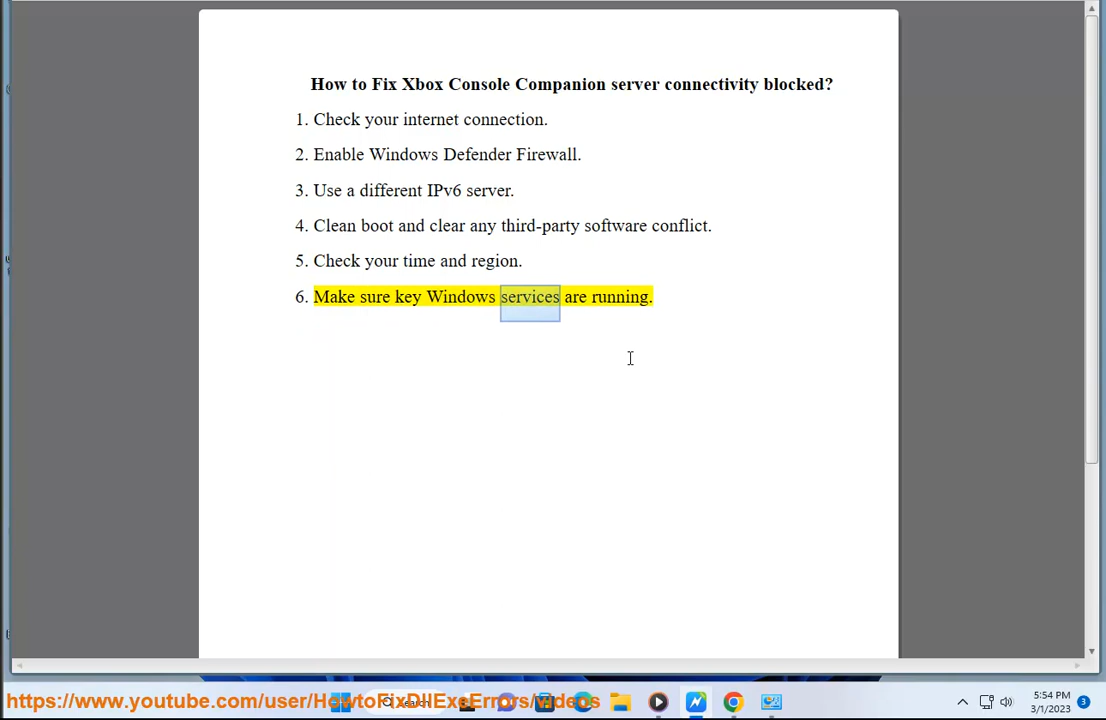 How to Fix Xbox Console Companion server connectivity blocked?
1. Check your internet connection.
2. Enable Windows Defender Firewall.
3. Use a different IPv6 server.
4. Clean boot and clear any third-party software conflict.
5. Check your time and region.
6. Make sure key Windows services are running.
https://www.youtube.com/user/HowtoFixDllExeErrors/videos
5:54 PM
3/1/2023
3